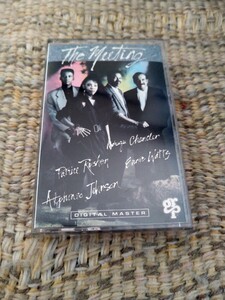 The Meeting
Ndugu Chancler
Patrice Rushen
Ernie Watts
Alphonso Johnson
DIGITAL MASTER
GRP